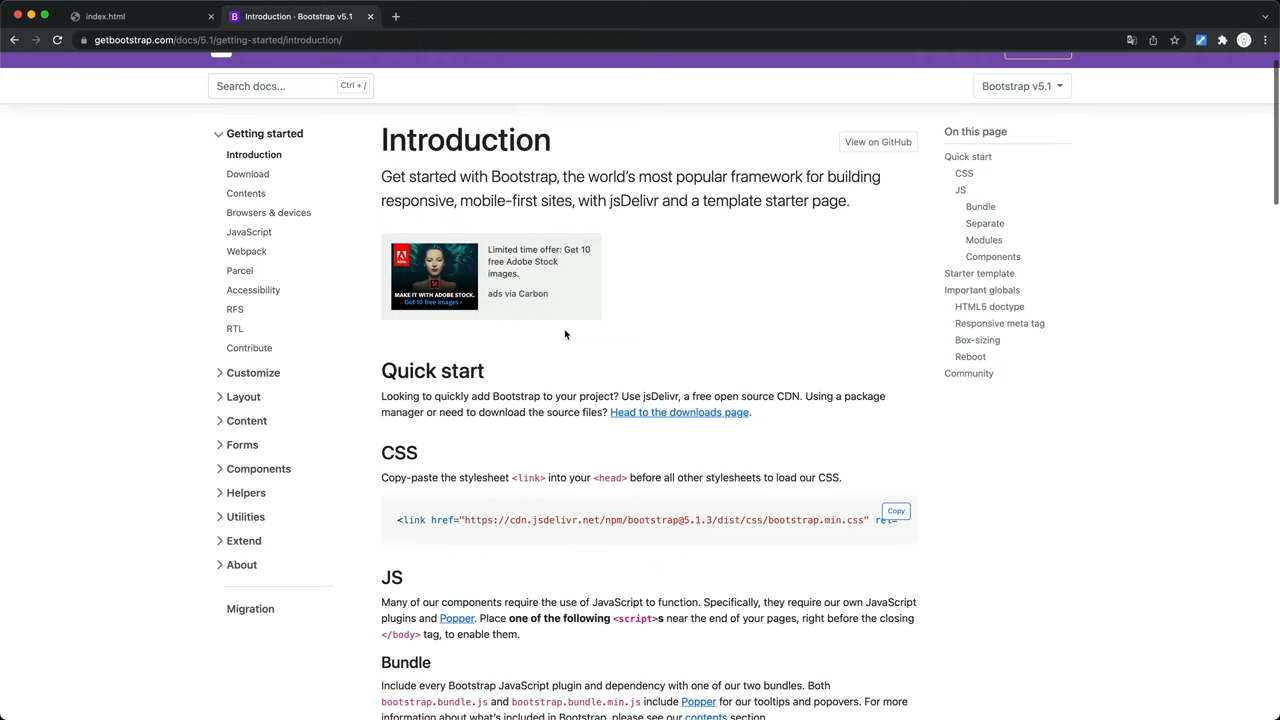 index.html
Introduction · Bootstrap v5.1
getbootstrap.com/docs/5.1/getting-started/introduction/
Search docs...
Ctrl + /
Bootstrap v5.1
Getting started
Introduction
Download
Contents
Browsers & devices
JavaScript
Webpack
Parcel
Accessibility
RFS
RTL
Contribute
Customize
Layout
Content
Forms
Components
Helpers
Utilities
Extend
About
Migration
Introduction
View on GitHub
Get started with Bootstrap, the world's most popular framework for building
responsive, mobile-first sites, with jsDelivr and a template starter page.
Adobe
St
MAKE IT WITH ADOBE STOCK.
Get 10 free images ›
Limited time offer: Get 10
free Adobe Stock
images.
ads via Carbon
Quick start
Looking to quickly add Bootstrap to your project? Use jsDelivr, a free open source CDN. Using a package
manager or need to download the source files? Head to the downloads page.
CSS
Copy-paste the stylesheet <link> into your <head> before all other stylesheets to load our CSS.
Copy
<link href="https://cdn.jsdelivr.net/npm/bootstrap@5.1.3/dist/css/bootstrap.min.css" rel=
JS
Many of our components require the use of JavaScript to function. Specifically, they require our own JavaScript
plugins and Popper. Place one of the following <script>s near the end of your pages, right before the closing
</body> tag, to enable them.
Bundle
Include every Bootstrap JavaScript plugin and dependency with one of our two bundles. Both
bootstrap.bundle.js and bootstrap.bundle.min.js include Popper for our tooltips and popovers. For more
information about what's included in Bootstrap, please see our contents section.
On this page
Quick start
CSS
JS
Bundle
Separate
Modules
Components
Starter template
Important globals
HTML5 doctype
Responsive meta tag
Box-sizing
Reboot
Community